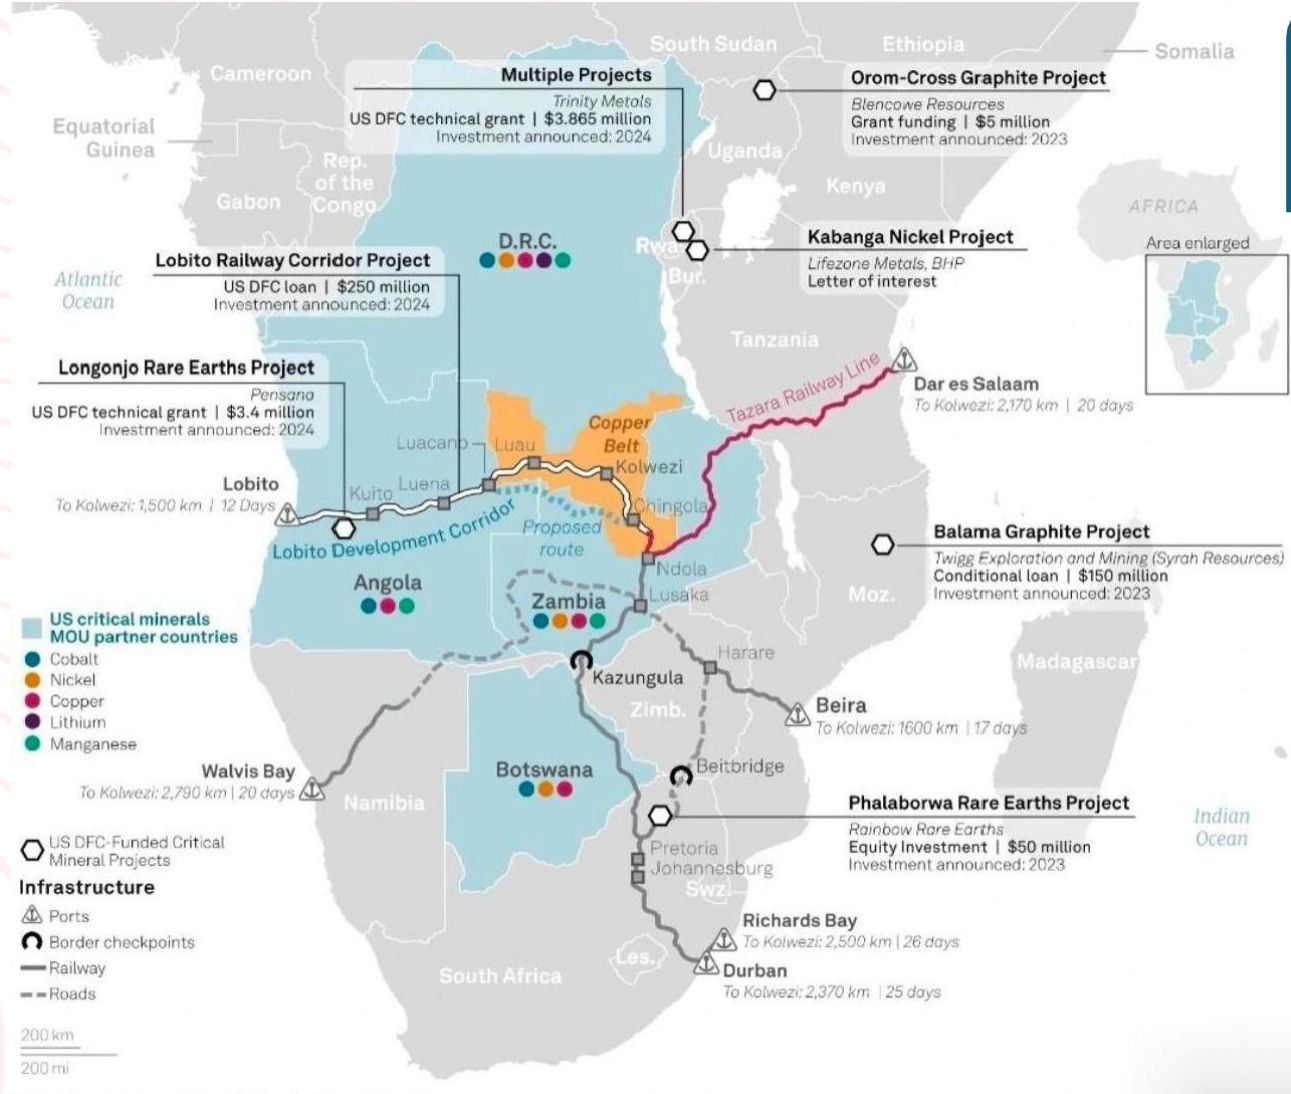 South Sudan
Ethiopia
Somalia
Cameroon
Multiple Projects
Trinity Metals
US DFC technical grant | $3.865 million
Investment announced: 2024
Orom-Cross Graphite Project
Blencowe Resources
Grant funding | $5 million
Investment announced: 2023
Equatorial
Guinea
Rep.
of the
Congo
Gabon
Uganda
Kenya
AFRICA
Area enlarged
D.R.C.
Rwa.
Bur.
Kabanga Nickel Project
Lifezone Metals, BHP
Letter of interest
Atlantic
Ocean
Lobito Railway Corridor Project
US DFC loan | $250 million
Investment announced: 2024
Tanzania
Longonjo Rare Earths Project
Pensana
US DFC technical grant | $3.4 million
Investment announced: 2024
Tazara Railway Line
Dar es Salaam
To Kolwezi: 2,170 km | 20 days
Copper
Belt
Luacano
Luau
Kolwezi
Lobito
To Kolwezi: 1,500 km | 12 Days
Kuito
Luena
Chingola
Lobito Development Corridor
Proposed
route
Ndola
Balama Graphite Project
Twigg Exploration and Mining (Syrah Resources)
Conditional loan | $150 million
Investment announced: 2023
Angola
Zambia
Lusaka
Moz.
US critical minerals
MOU partner countries
Cobalt
Nickel
Copper
Lithium
Manganese
Harare
Madagascar
Kazungula
Zimb.
Beira
To Kolwezi: 1600 km | 17 days
Walvis Bay
To Kolwezi: 2,790 km | 20 days
Namibia
Botswana
Beitbridge
Phalaborwa Rare Earths Project
Rainbow Rare Earths
Equity Investment | $50 million
Investment announced: 2023
Indian
Ocean
US DFC-Funded Critical
Mineral Projects
Infrastructure
Ports
Border checkpoints
Railway
Roads
Pretoria
Johannesburg
Swz.
Richards Bay
To Kolwezi: 2,500 km | 26 days
Les.
Durban
To Kolwezi: 2,370 km | 25 days
South Africa
200 km
200 mi